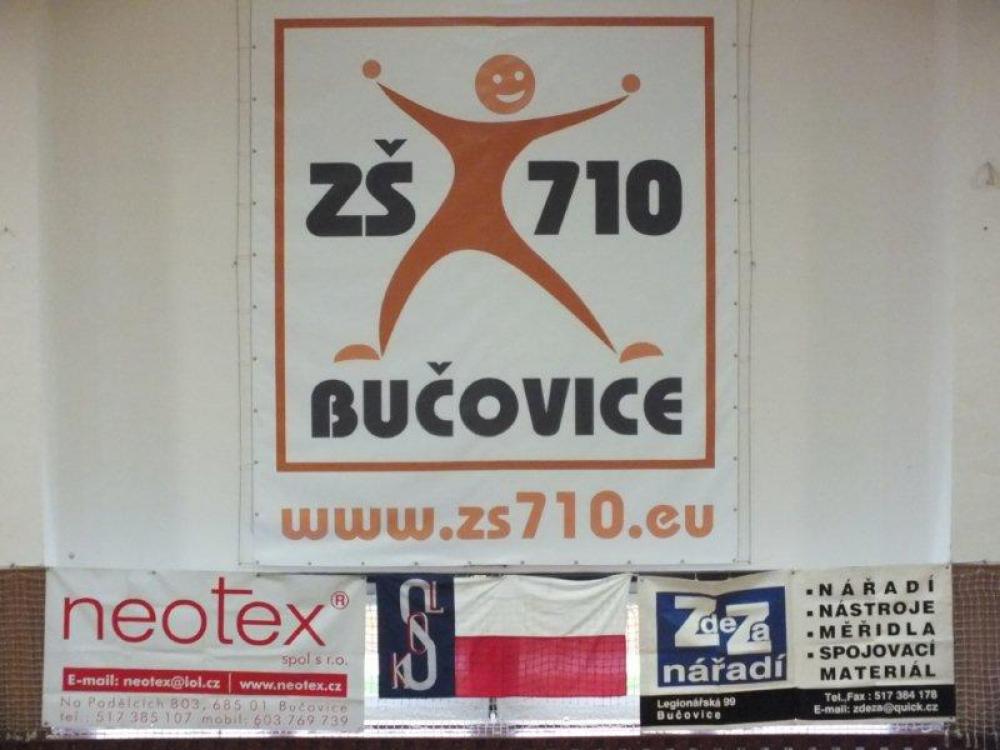 ZŠ 710
BUČOVICE
www.zs710.eu
neotex®
spol s r.o.
E-mail: neotex@lol.cz | www.neotex.cz
Na Podělcích 803, 685 01 Bučovice
tel : 517 385 107 mobil: 603 769 739
SOKOL
ZdeZa
nářadí
Legionářská 99
Bučovice
▪ NÁŘADÍ
▪ NÁSTROJE
▪ MĚŘIDLA
▪ SPOJOVACÍ
MATERIÁL
Tel.,Fax : 517 384 178
E-mail: zdeza@quick.cz